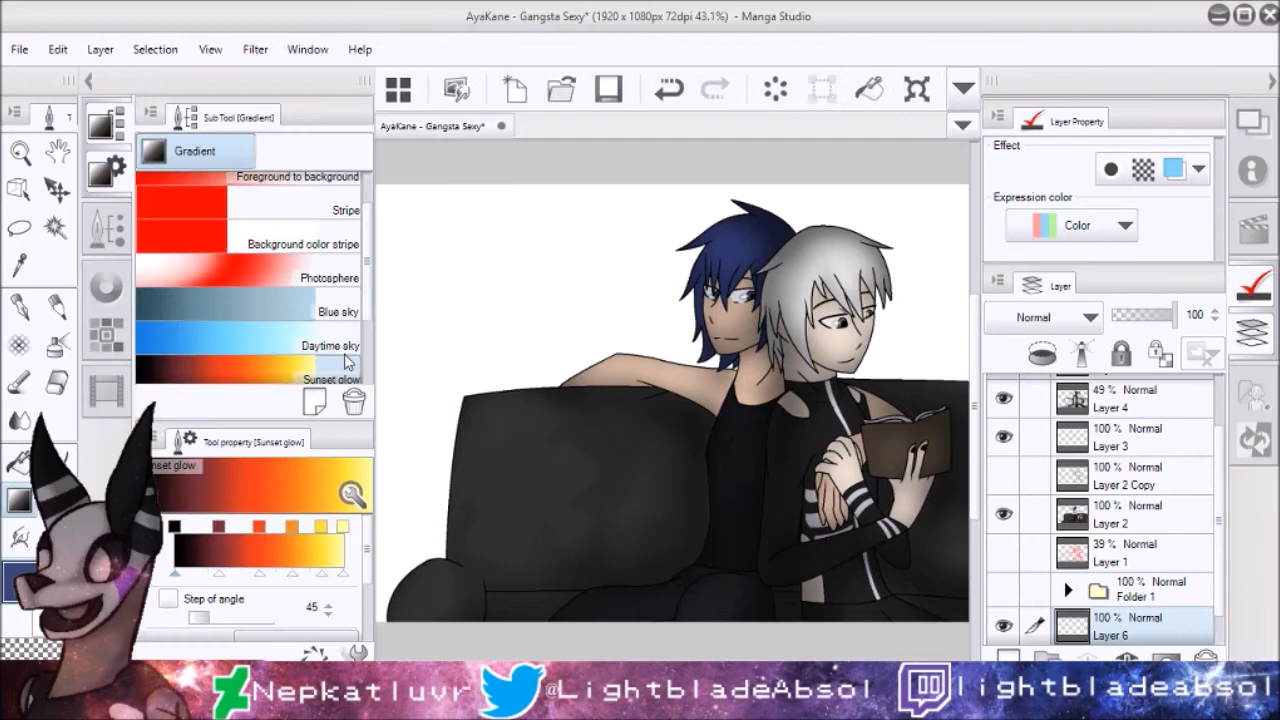 AyaKane - Gangsta Sexy* (1920 x 1080px 72dpi 43.1%) - Manga Studio
File Edit Layer Selection View Filter Window Help
T
Sub Tool [Gradient]
Gradient
Foreground to background
Stripe
Background color stripe
Photosphere
Blue sky
Daytime sky
Sunset glow
Tool property [Sunset glow]
nset glow
Step of angle 45
AyaKane - Gangsta Sexy*
Layer Property
Effect
Expression color
Color
Layer
Normal 100
49 % Normal
Layer 4
100 % Normal
Layer 3
100 % Normal
Layer 2 Copy
100 % Normal
Layer 2
39 % Normal
Layer 1
100 % Normal
Folder 1
100 % Normal
Layer 6
Nepkatluvr @LightbladeAbsol lightbladeabsol